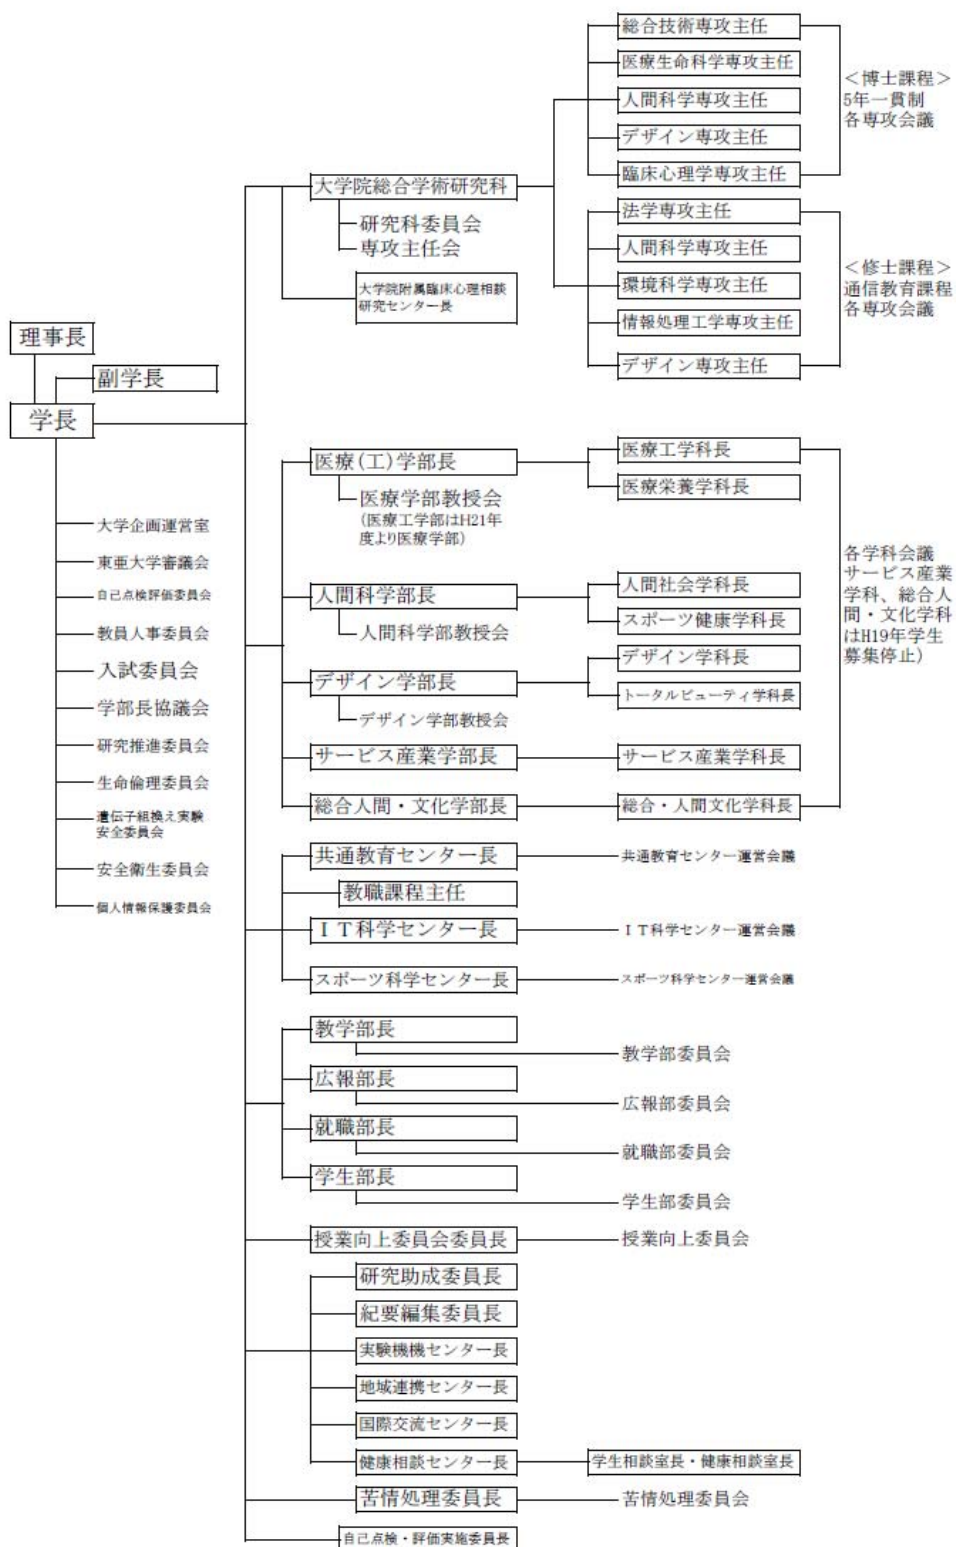 総合技術専攻主任
医療生命科学専攻主任
人間科学専攻主任
デザイン専攻主任
臨床心理学専攻主任
＜博士課程＞
5年一貫制
各専攻会議
大学院総合学術研究科
研究科委員会
専攻主任会
大学院附属臨床心理相談
研究センター長
法学専攻主任
人間科学専攻主任
環境科学専攻主任
情報処理工学専攻主任
デザイン専攻主任
＜修士課程＞
通信教育課程
各専攻会議
理事長
副学長
学長
大学企画運営室
東亜大学審議会
自己点検評価委員会
教員人事委員会
入試委員会
学部長協議会
研究推進委員会
生命倫理委員会
遺伝子組換え実験
安全委員会
安全衛生委員会
個人情報保護委員会
医療(工)学部長
医療学部教授会
(医療工学部はH21年
度より医療学部)
医療工学科長
医療栄養学科長
人間科学部長
人間科学部教授会
人間社会学科長
スポーツ健康学科長
デザイン学部長
デザイン学部教授会
デザイン学科長
トータルビューティ学科長
サービス産業学部長
サービス産業学科長
総合人間・文化学部長
総合・人間文化学科長
各学科会議
サービス産業
学科、総合人
間・文化学科
はH19年学生
募集停止)
共通教育センター長
共通教育センター運営会議
教職課程主任
ＩＴ科学センター長
ＩＴ科学センター運営会議
スポーツ科学センター長
スポーツ科学センター運営会議
教学部長
教学部委員会
広報部長
広報部委員会
就職部長
就職部委員会
学生部長
学生部委員会
授業向上委員会委員長
授業向上委員会
研究助成委員長
紀要編集委員長
実験機機センター長
地域連携センター長
国際交流センター長
健康相談センター長
学生相談室長・健康相談室長
苦情処理委員長
苦情処理委員会
自己点検・評価実施委員長